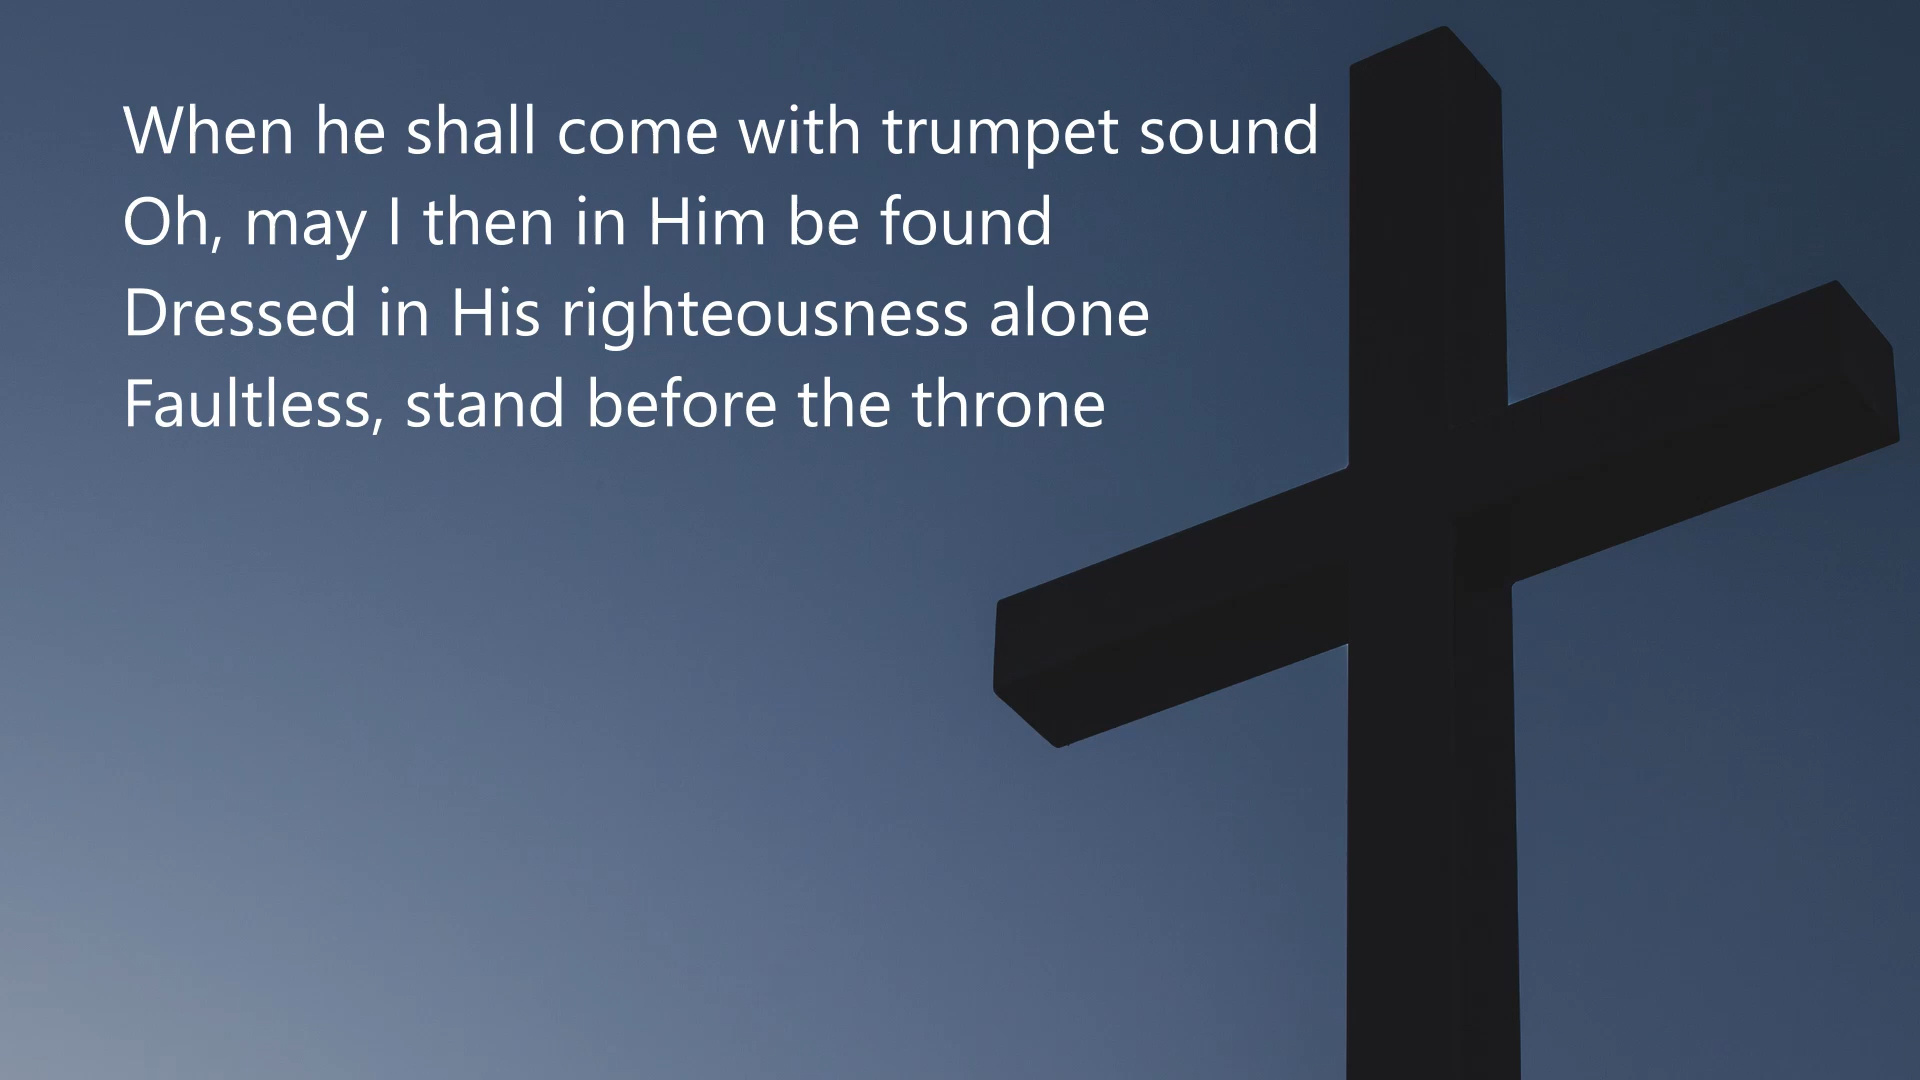 When he shall come with trumpet sound
Oh, may I then in Him be found
Dressed in His righteousness alone
Faultless, stand before the throne